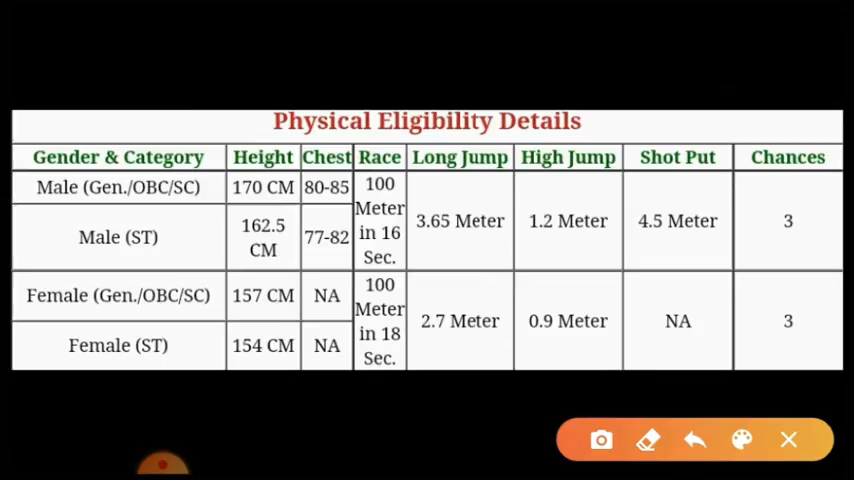 Physical Eligibility Details
Gender & Category Height Chest Race Long Jump High Jump Shot Put Chances
Male (Gen./OBC/SC) 170 CM 80-85 100 Meter in 16 Sec. 3.65 Meter 1.2 Meter 4.5 Meter 3
Male (ST) 162.5 CM 77-82
Female (Gen./OBC/SC) 157 CM NA 100 Meter in 18 Sec. 2.7 Meter 0.9 Meter NA 3
Female (ST) 154 CM NA